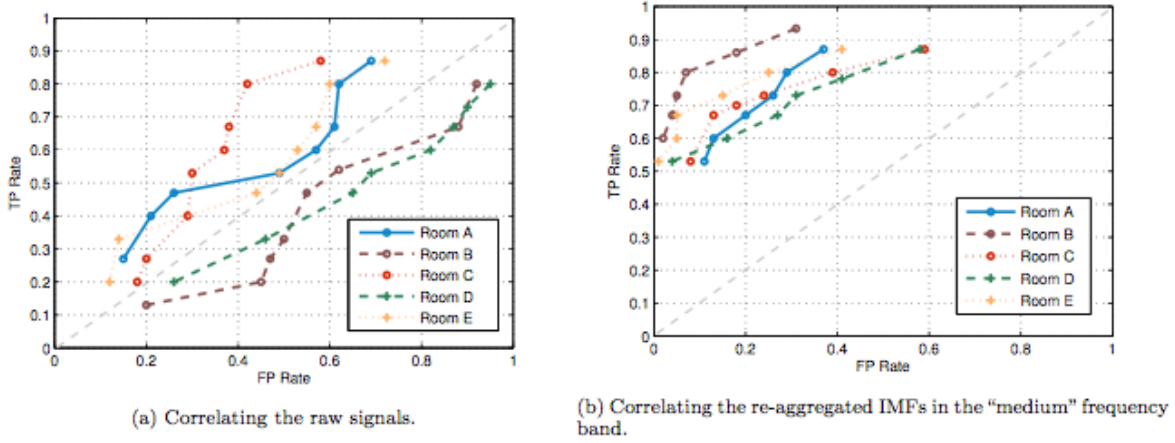 1
0.9
0.8
0.7
0.6
0.5
0.4
0.3
0.2
0.1
0
TP Rate
0 0.2 0.4 0.6 0.8 1
FP Rate
Room A
Room B
Room C
Room D
Room E
(a) Correlating the raw signals.
1
0.9
0.8
0.7
0.6
0.5
0.4
0.3
0.2
0.1
0
TP Rate
0 0.2 0.4 0.6 0.8 1
FP Rate
Room A
Room B
Room C
Room D
Room E
(b) Correlating the re-aggregated IMFs in the “medium” frequency
band.